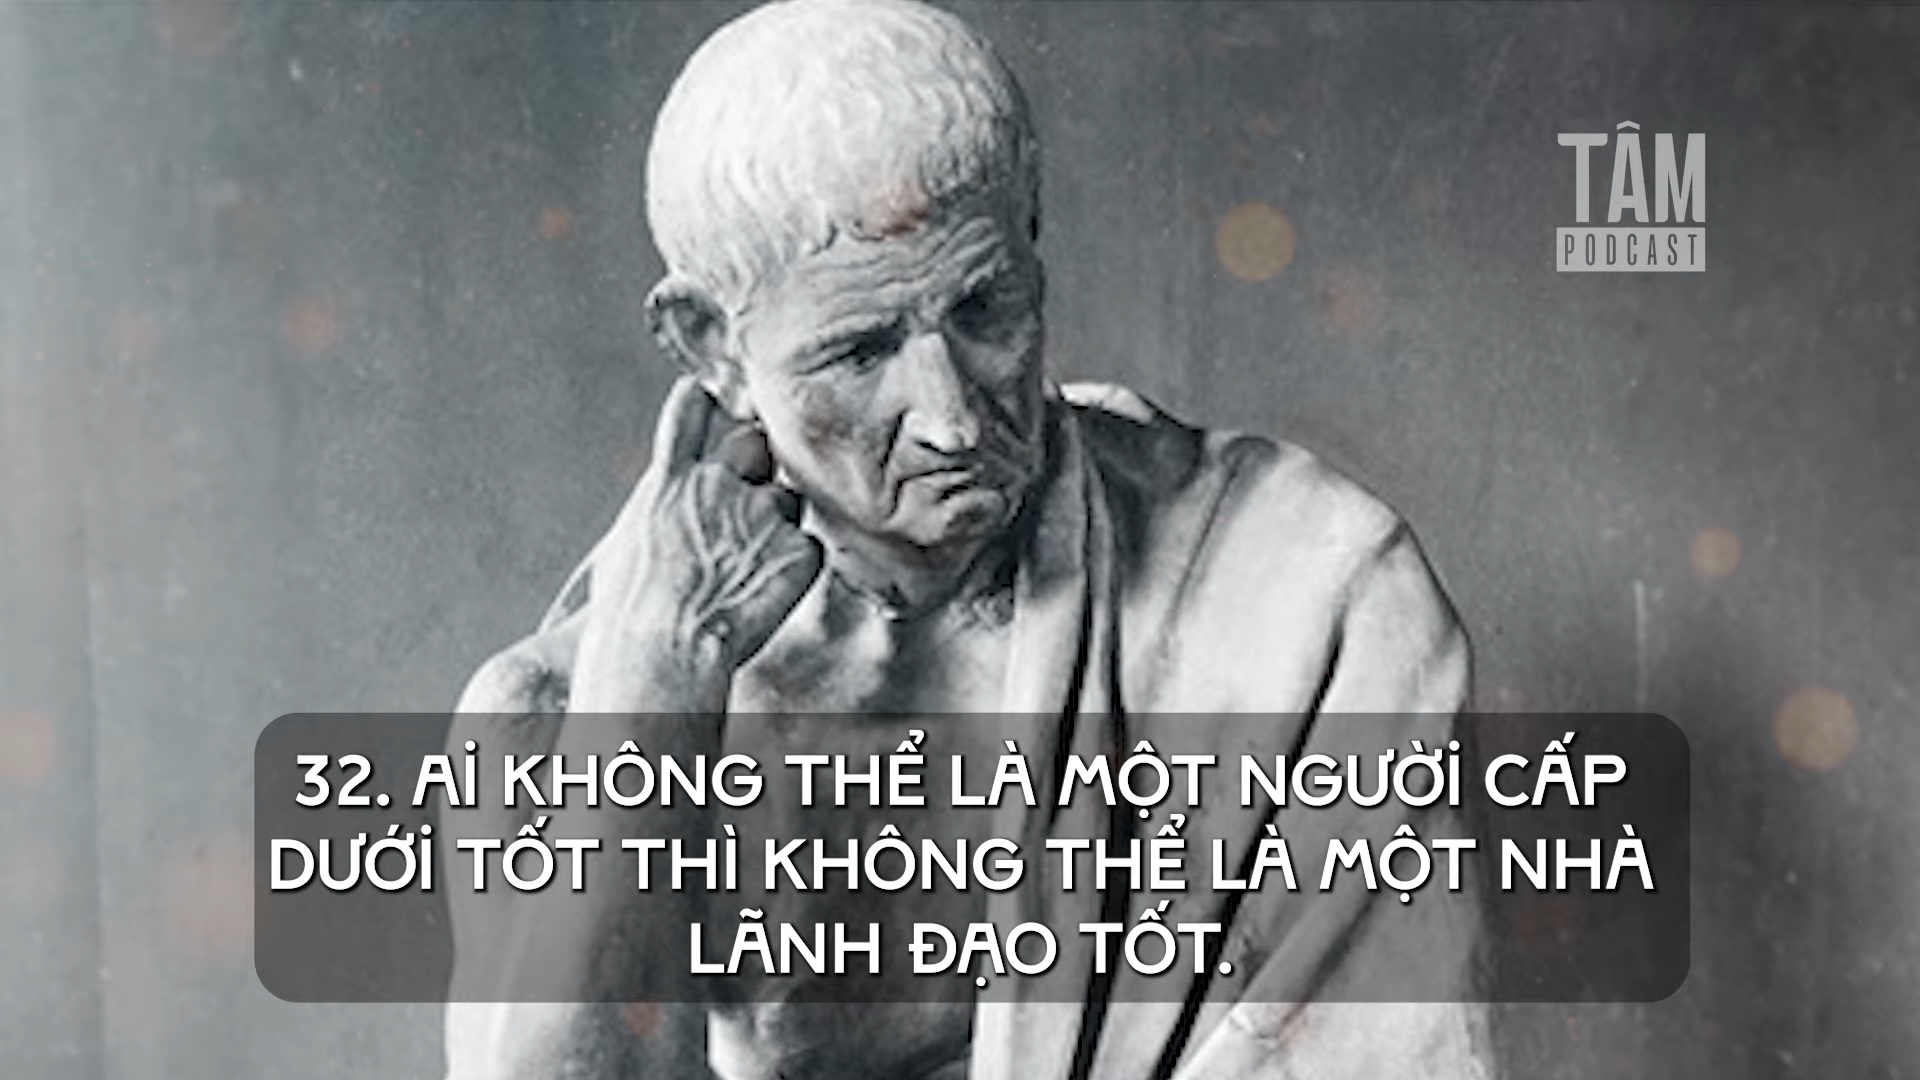 TÂM
PODCAST
32. AI KHÔNG THỂ LÀ MỘT NGƯỜI CẤP
DƯỚI TỐT THÌ KHÔNG THỂ LÀ MỘT NHÀ
LÃNH ĐẠO TỐT.